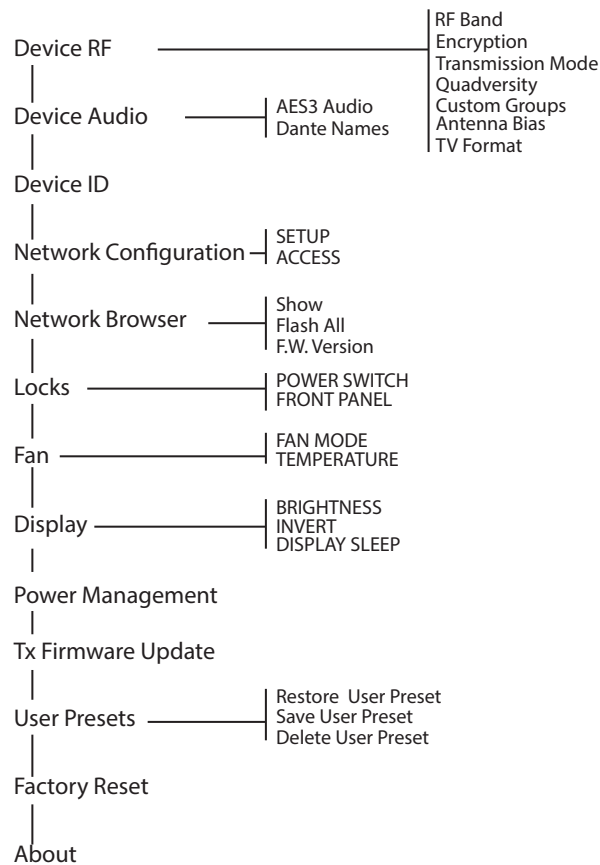 Device RF
RF Band
Encryption
Transmission Mode
Quadversity
Custom Groups
Antenna Bias
TV Format
Device Audio
AES3 Audio
Dante Names
Device ID
Network Configuration
SETUP
ACCESS
Network Browser
Show
Flash All
F.W. Version
Locks
POWER SWITCH
FRONT PANEL
Fan
FAN MODE
TEMPERATURE
Display
BRIGHTNESS
INVERT
DISPLAY SLEEP
Power Management
Tx Firmware Update
User Presets
Restore User Preset
Save User Preset
Delete User Preset
Factory Reset
About